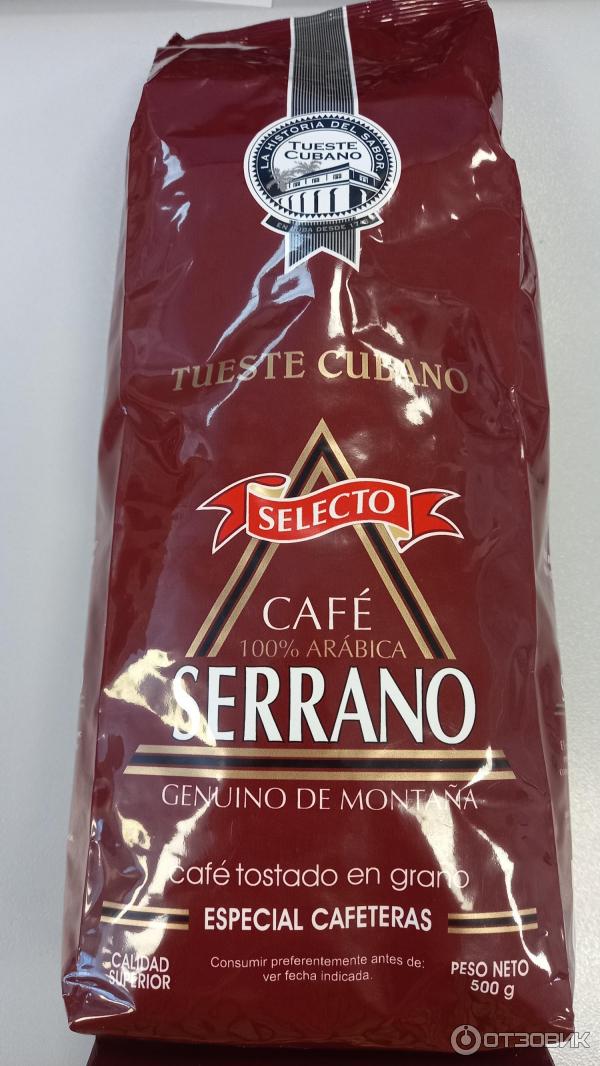 LA HISTORIA DEL SABOR
TUESTE
CUBANO
TUESTE CUBANO
SELECTO
CAFÉ
100% ARÁBICA
SERRANO
GENUINO DE MONTAÑA
café tostado en grano
ESPECIAL CAFETERAS
CALIDAD
SUPERIOR
Consumir preferentemente antes de:
ver fecha indicada.
PESO NETO
500 g
ОТЗОВИК